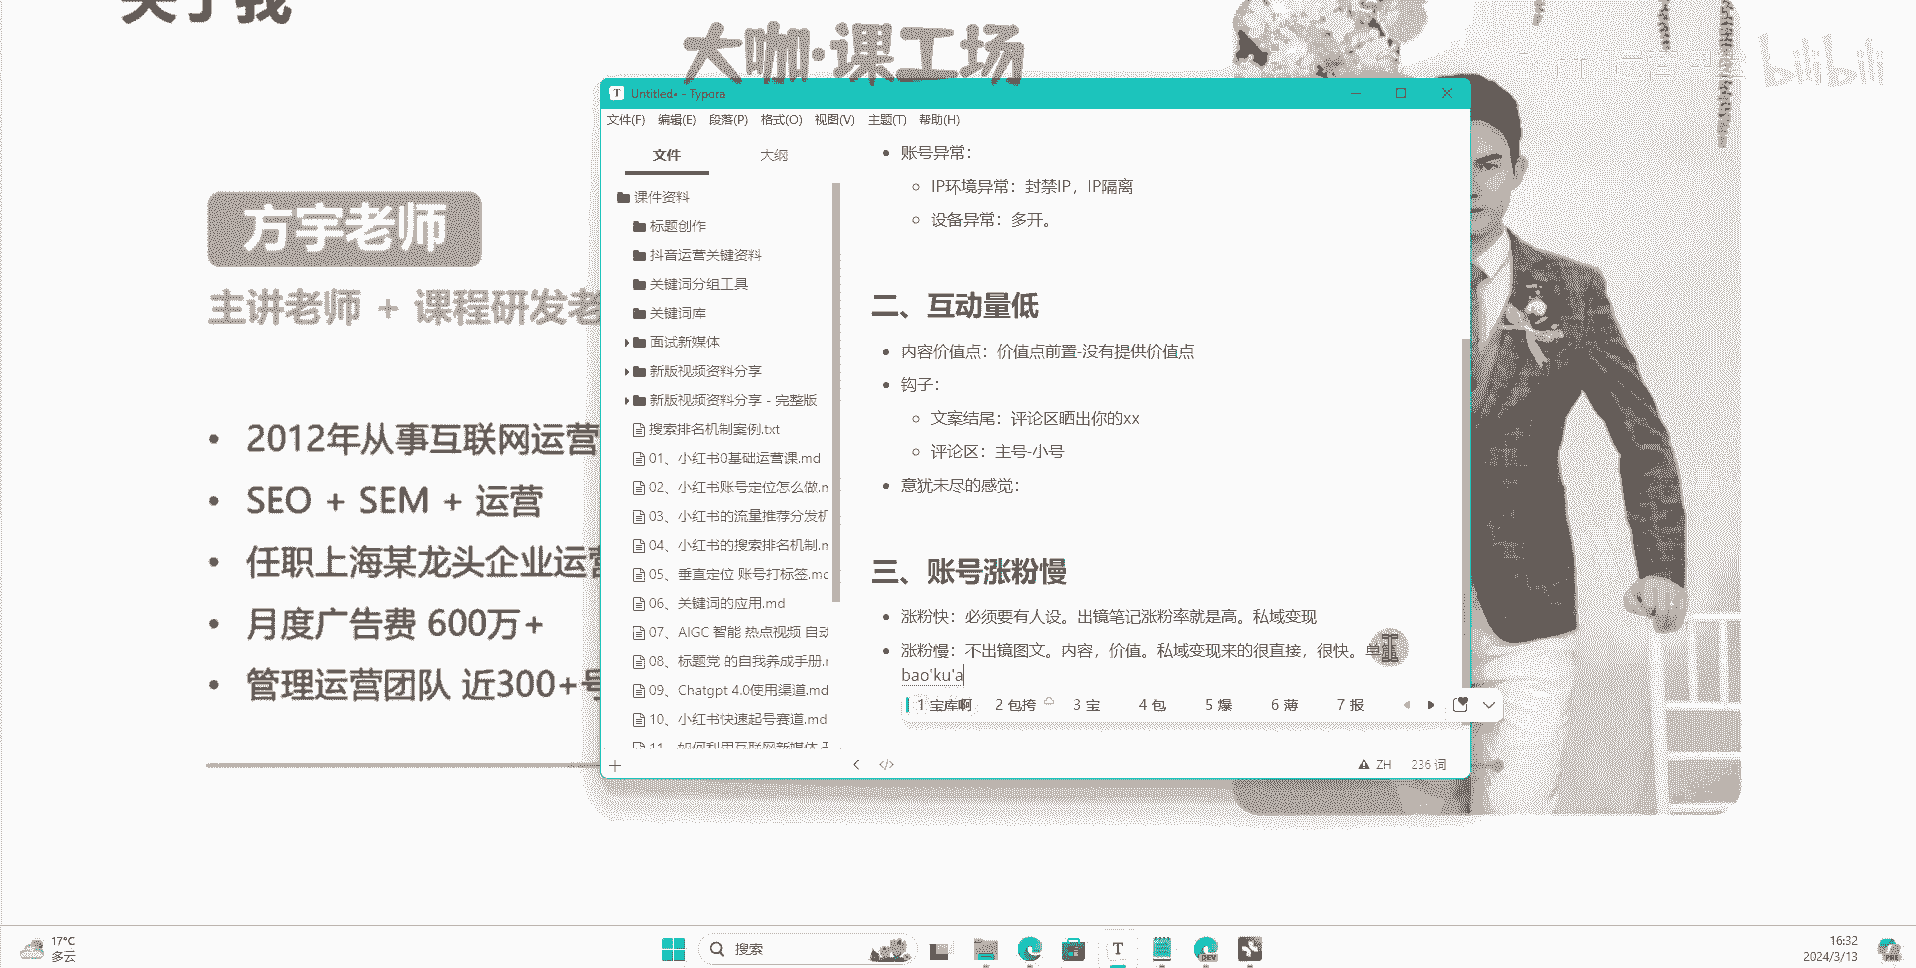 关于我
大咖·课工场
bilibili
方宇老师
主讲老师 + 课程研发老
2012年从事互联网运营
SEO + SEM + 运营
任职上海某龙头企业运营
月度广告费 600万+
管理运营团队 近300+号
Untitled• - Typora
文件(F) 编辑(E) 段落(P) 格式(O) 视图(V) 主题(T) 帮助(H)
文件 大纲
课件资料
标题创作
抖音运营关键资料
关键词分组工具
关键词库
面试新媒体
新版视频资料分享
新版视频资料分享 - 完整版
搜索排名机制案例.txt
01、小红书0基础运营课.md
02、小红书账号定位怎么做.m
03、小红书的流量推荐分发机
04、小红书的搜索排名机制.m
05、垂直定位 账号打标签.md
06、关键词的应用.md
07、AIGC 智能 热点视频 自动
08、标题党 的自我养成手册.m
09、Chatgpt 4.0使用渠道.md
10、小红书快速起号赛道.md
11、如何利用互联网新媒体
账号异常：
IP环境异常：封禁IP，IP隔离
设备异常：多开。
二、互动量低
内容价值点：价值点前置-没有提供价值点
钩子：
文案结尾：评论区晒出你的xx
评论区：主号-小号
意犹未尽的感觉：
三、账号涨粉慢
涨粉快：必须要有人设。出镜笔记涨粉率就是高。私域变现
涨粉慢：不出镜图文。内容，价值。私域变现来的很直接，很快。单篇
bao'ku'a
1 宝库啊 2 包挎 3 宝 4 包 5 爆 6 薄 7 报
ZH 236 词
17°C
多云
搜索
T
DEV
16:32
2024/3/13
PRE